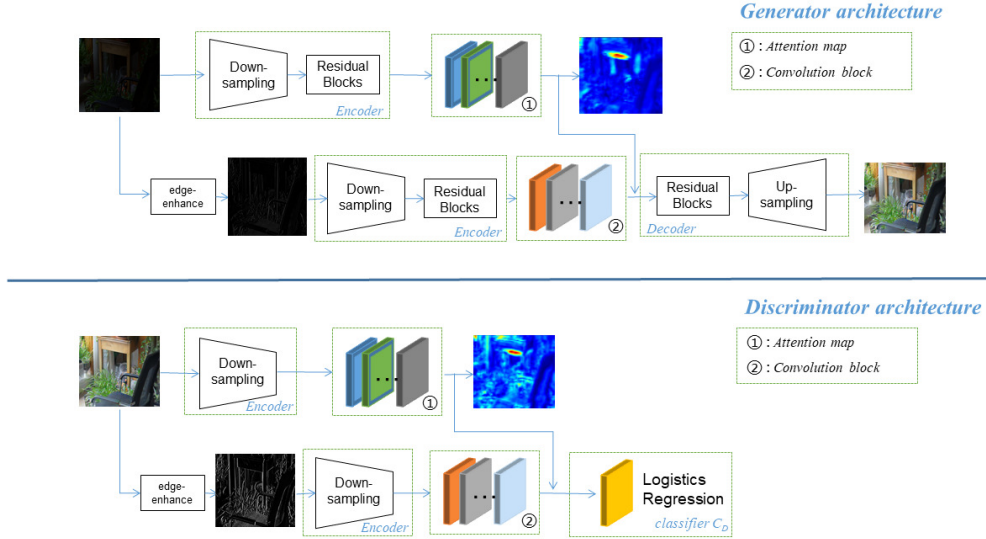 Generator architecture
① : Attention map
② : Convolution block
Down-
sampling
Residual
Blocks
Encoder
①
edge-
enhance
Down-
sampling
Residual
Blocks
Encoder
②
Residual
Blocks
Up-
sampling
Decoder
Discriminator architecture
① : Attention map
② : Convolution block
Down-
sampling
Encoder
①
edge-
enhance
Down-
sampling
Encoder
②
Logistics
Regression
classifier C_D